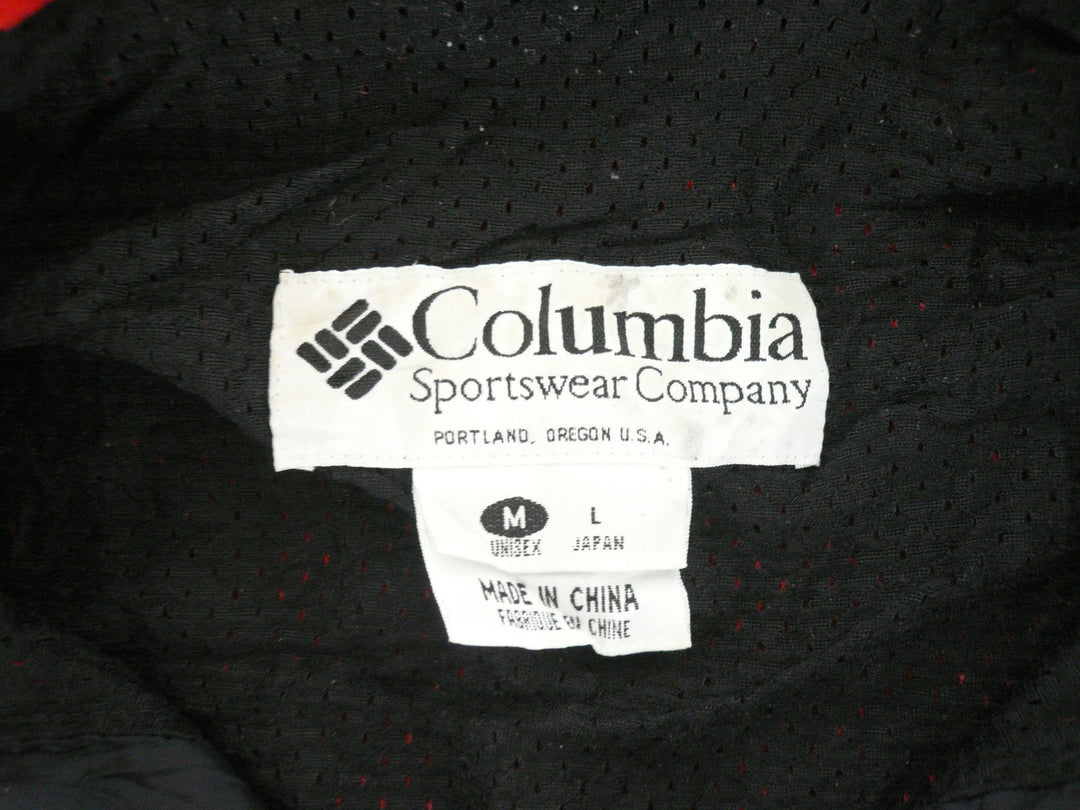 Columbia
Sportswear Company
PORTLAND, OREGON U.S.A.
M L
UNISEX JAPAN
MADE IN CHINA
FABRIQUE EN CHINE